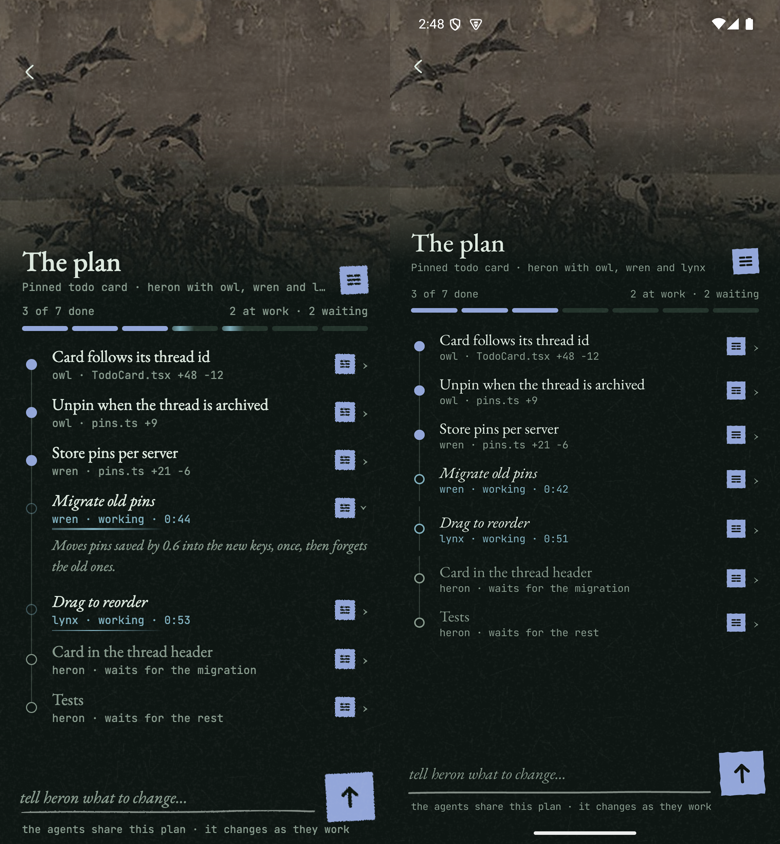 The plan
Pinned todo card · heron with owl, wren and l…
3 of 7 done
2 at work · 2 waiting
Card follows its thread id
owl · TodoCard.tsx +48 -12
Unpin when the thread is archived
owl · pins.ts +9
Store pins per server
wren · pins.ts +21 -6
Migrate old pins
wren · working · 0:44
Moves pins saved by 0.6 into the new keys, once, then forgets
the old ones.
Drag to reorder
lynx · working · 0:53
Card in the thread header
heron · waits for the migration
Tests
heron · waits for the rest
tell heron what to change...
the agents share this plan · it changes as they work
2:48
The plan
Pinned todo card · heron with owl, wren and lynx
3 of 7 done
2 at work · 2 waiting
Card follows its thread id
owl · TodoCard.tsx +48 -12
Unpin when the thread is archived
owl · pins.ts +9
Store pins per server
wren · pins.ts +21 -6
Migrate old pins
wren · working · 0:42
Drag to reorder
lynx · working · 0:51
Card in the thread header
heron · waits for the migration
Tests
heron · waits for the rest
tell heron what to change...
the agents share this plan · it changes as they work